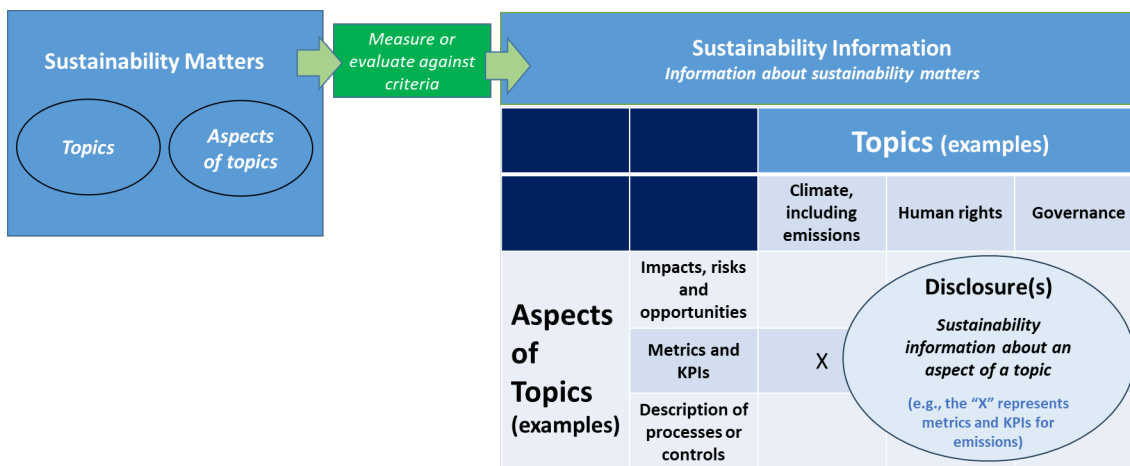 Sustainability Matters
Topics
Aspects
of topics
Measure or
evaluate against
criteria
Sustainability Information
Information about sustainability matters
Topics (examples)
Climate,
including
emissions
Human rights
Governance
Aspects
of
Topics
(examples)
Impacts, risks
and
opportunities
Metrics and
KPIs
X
Description of
processes or
controls
Disclosure(s)
Sustainability
information about an
aspect of a topic
(e.g., the “X” represents
metrics and KPIs for
emissions)